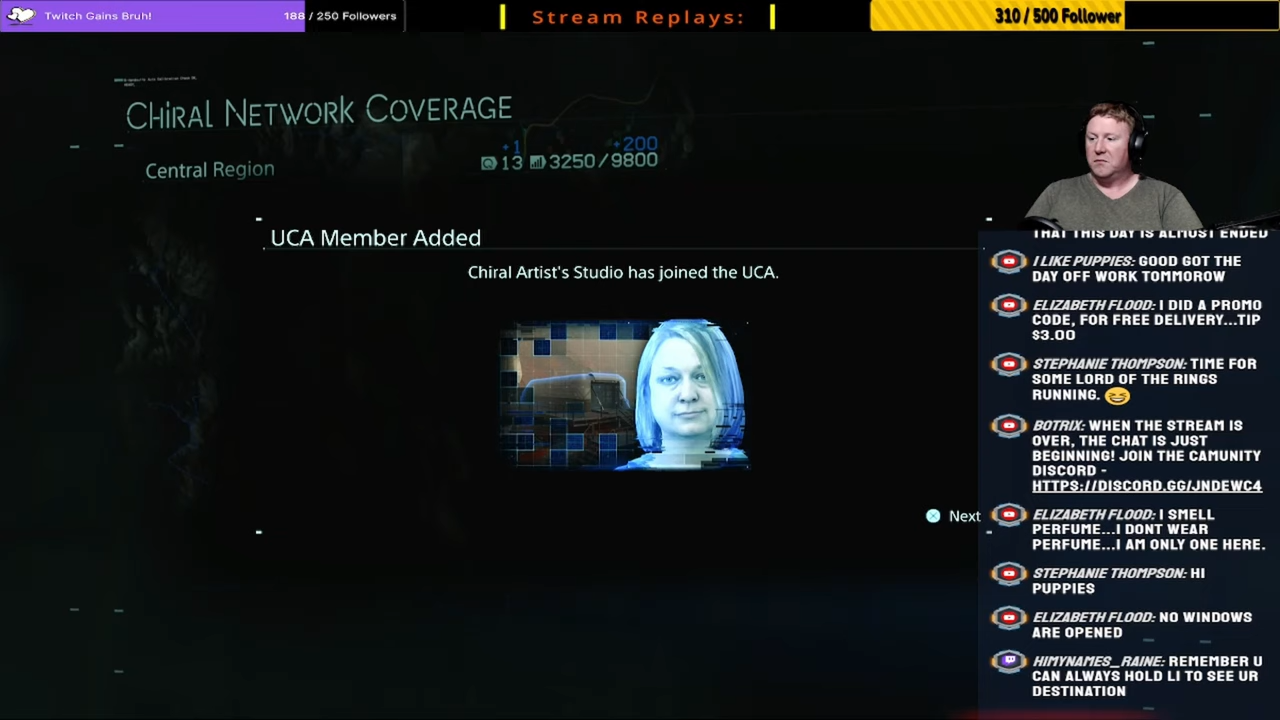 Twitch Gains Bruh!
188 / 250 Followers
Stream Replays:
310 / 500 Follower
Chiral Network Coverage
+1 +200
Central Region
13 3250/9800
UCA Member Added
Chiral Artist's Studio has joined the UCA.
Next
THAT THIS DAY IS ALMOST ENDED
I LIKE PUPPIES: GOOD GOT THE
DAY OFF WORK TOMMOROW
ELIZABETH FLOOD: I DID A PROMO
CODE, FOR FREE DELIVERY...TIP
$3.00
STEPHANIE THOMPSON: TIME FOR
SOME LORD OF THE RINGS
RUNNING. 😆
BOTRIX: WHEN THE STREAM IS
OVER, THE CHAT IS JUST
BEGINNING! JOIN THE CAMUNITY
DISCORD -
HTTPS://DISCORD.GG/JNDEWC4
ELIZABETH FLOOD: I SMELL
PERFUME...I DONT WEAR
PERFUME...I AM ONLY ONE HERE.
STEPHANIE THOMPSON: HI
PUPPIES
ELIZABETH FLOOD: NO WINDOWS
ARE OPENED
HIMYNAMES_RAINE: REMEMBER U
CAN ALWAYS HOLD LI TO SEE UR
DESTINATION